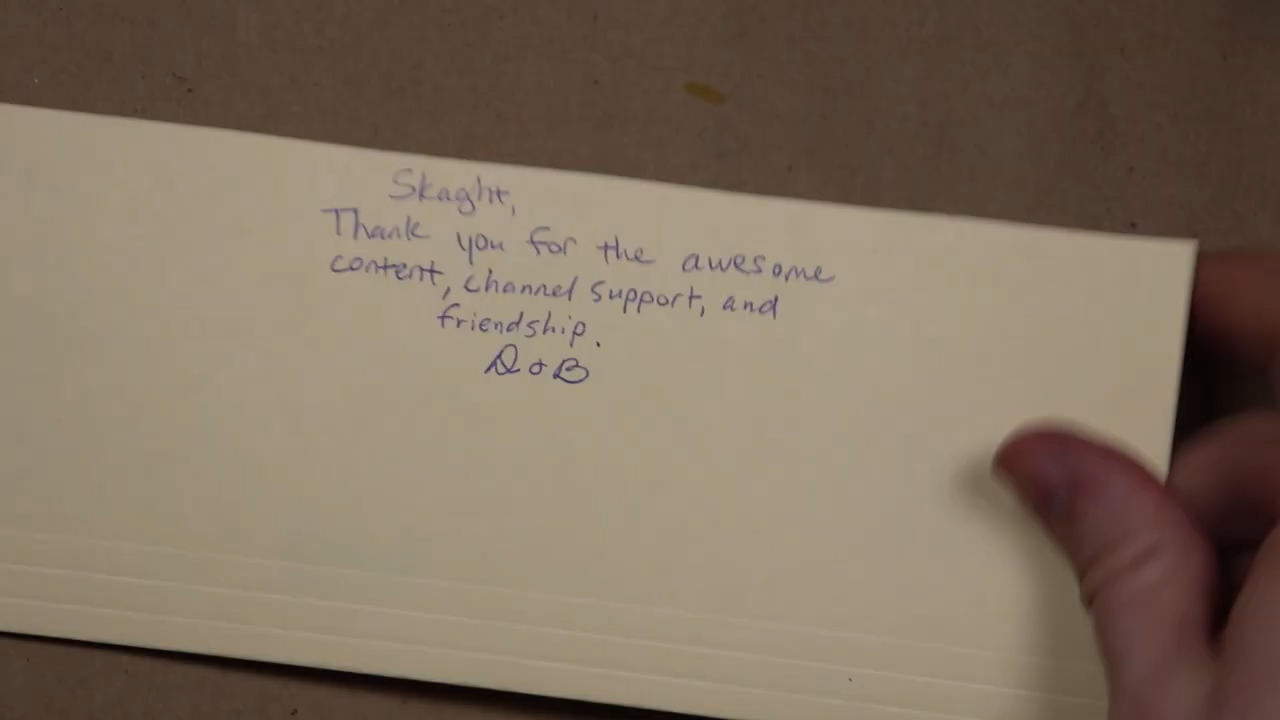 Skaght,
Thank you for the awesome
content, channel support, and
friendship.
D & B